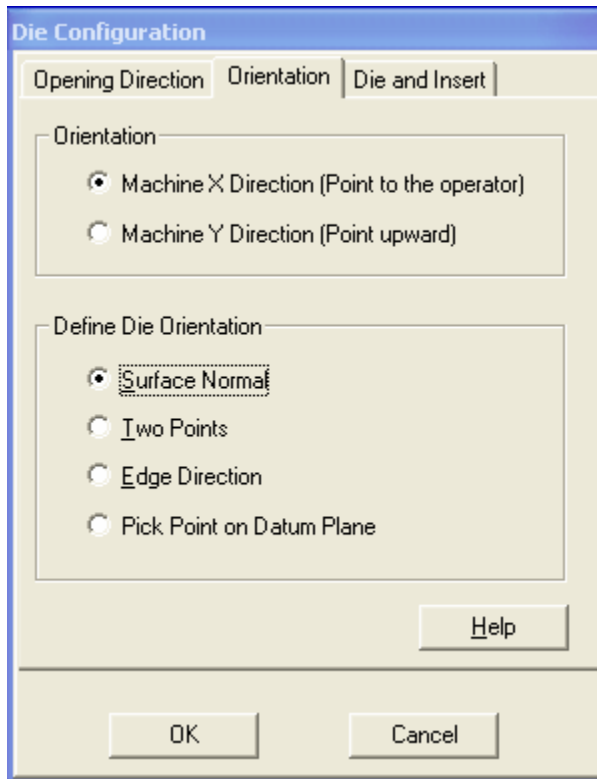 Die Configuration
Opening Direction Orientation Die and Insert
Orientation
Machine X Direction (Point to the operator)
Machine Y Direction (Point upward)
Define Die Orientation
Surface Normal
Two Points
Edge Direction
Pick Point on Datum Plane
Help
OK Cancel